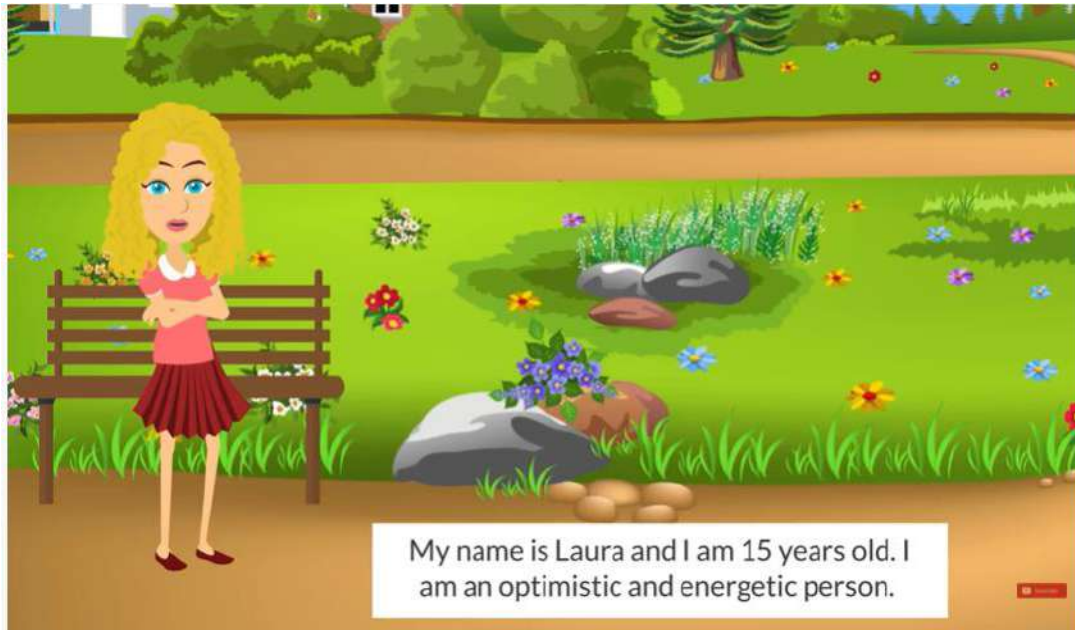 My name is Laura and I am 15 years old. I
am an optimistic and energetic person.